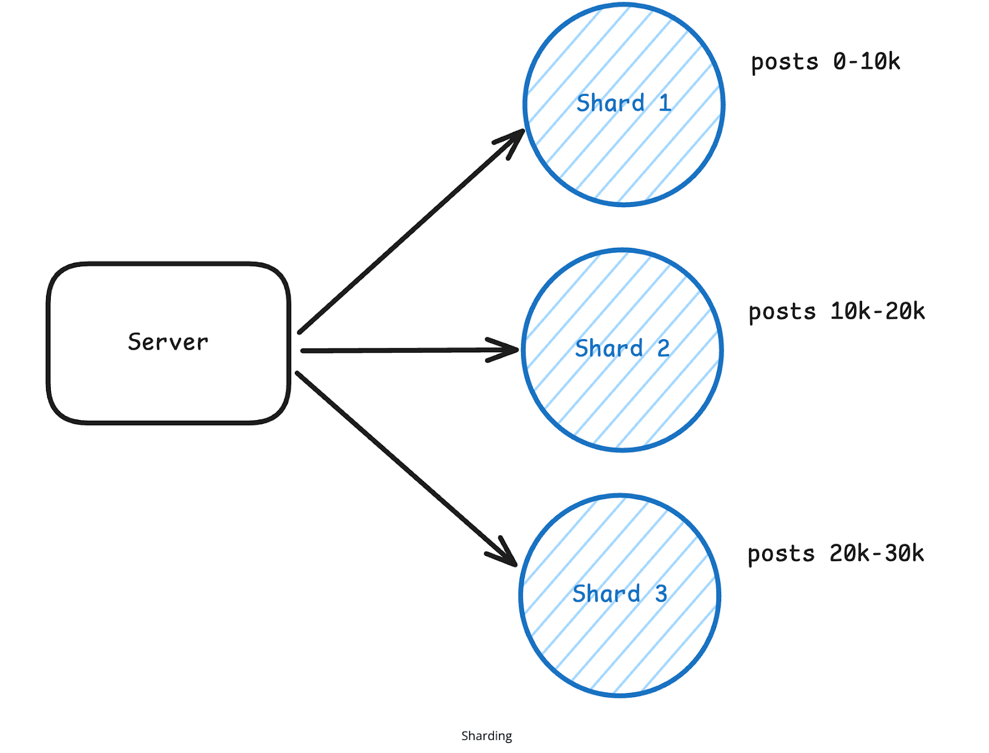 posts 0-10k
Shard 1
posts 10k-20k
Server
Shard 2
posts 20k-30k
Shard 3
Sharding